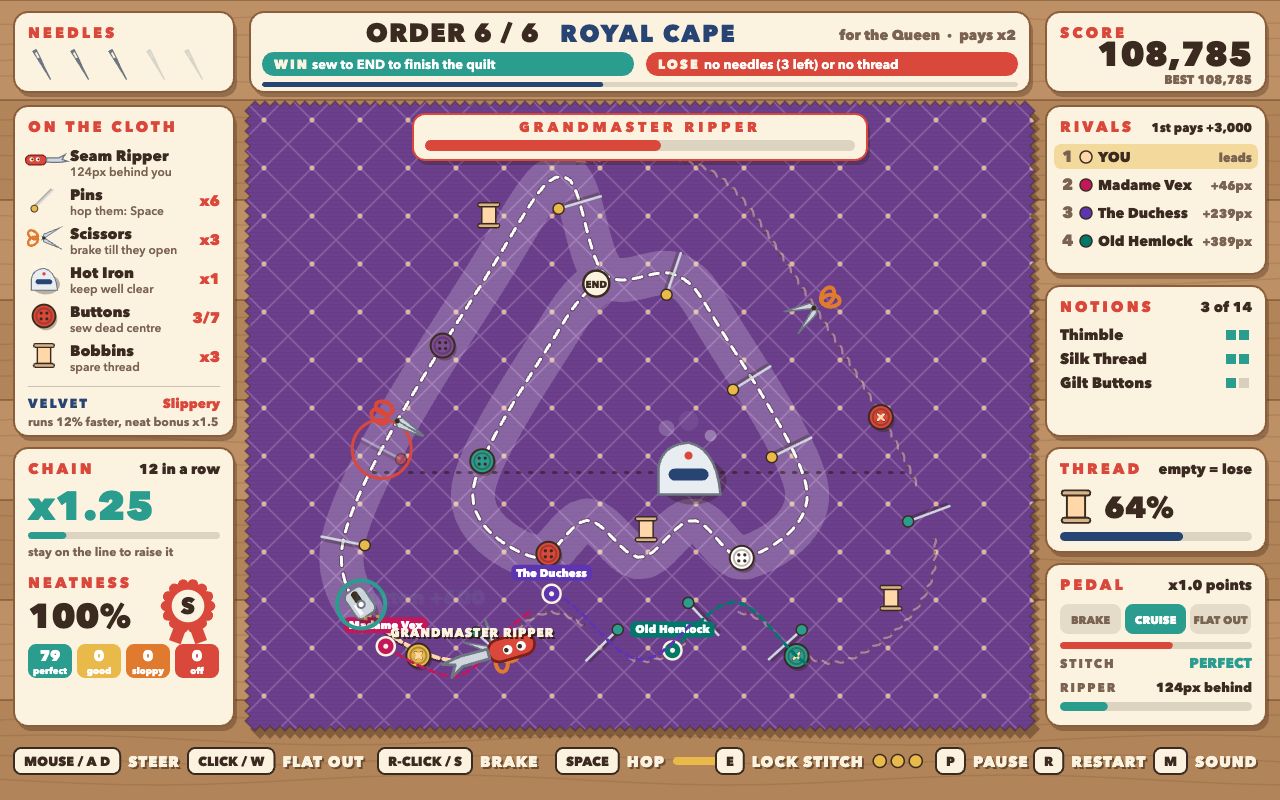 NEEDLES
ORDER 6 / 6 ROYAL CAPE for the Queen · pays x2
WIN sew to END to finish the quilt
LOSE no needles (3 left) or no thread
SCORE
108,785
BEST 108,785
ON THE CLOTH
Seam Ripper
124px behind you
Pins
hop them: Space
x6
Scissors
brake till they open
x3
Hot Iron
keep well clear
x1
Buttons
sew dead centre
3/7
Bobbins
spare thread
x3
VELVET Slippery
runs 12% faster, neat bonus x1.5
CHAIN 12 in a row
x1.25
stay on the line to raise it
NEATNESS
100%
S
79 perfect
0 good
0 sloppy
0 off
GRANDMASTER RIPPER
END
The Duchess
Old Hemlock
Madame Vex
GRANDMASTER RIPPER
RIVALS 1st pays +3,000
1 YOU leads
2 Madame Vex +46px
3 The Duchess +239px
4 Old Hemlock +389px
NOTIONS 3 of 14
Thimble
Silk Thread
Gilt Buttons
THREAD empty = lose
64%
PEDAL x1.0 points
BRAKE CRUISE FLAT OUT
STITCH PERFECT
RIPPER 124px behind
MOUSE / A D STEER CLICK / W FLAT OUT R-CLICK / S BRAKE SPACE HOP E LOCK STITCH P PAUSE R RESTART M SOUND